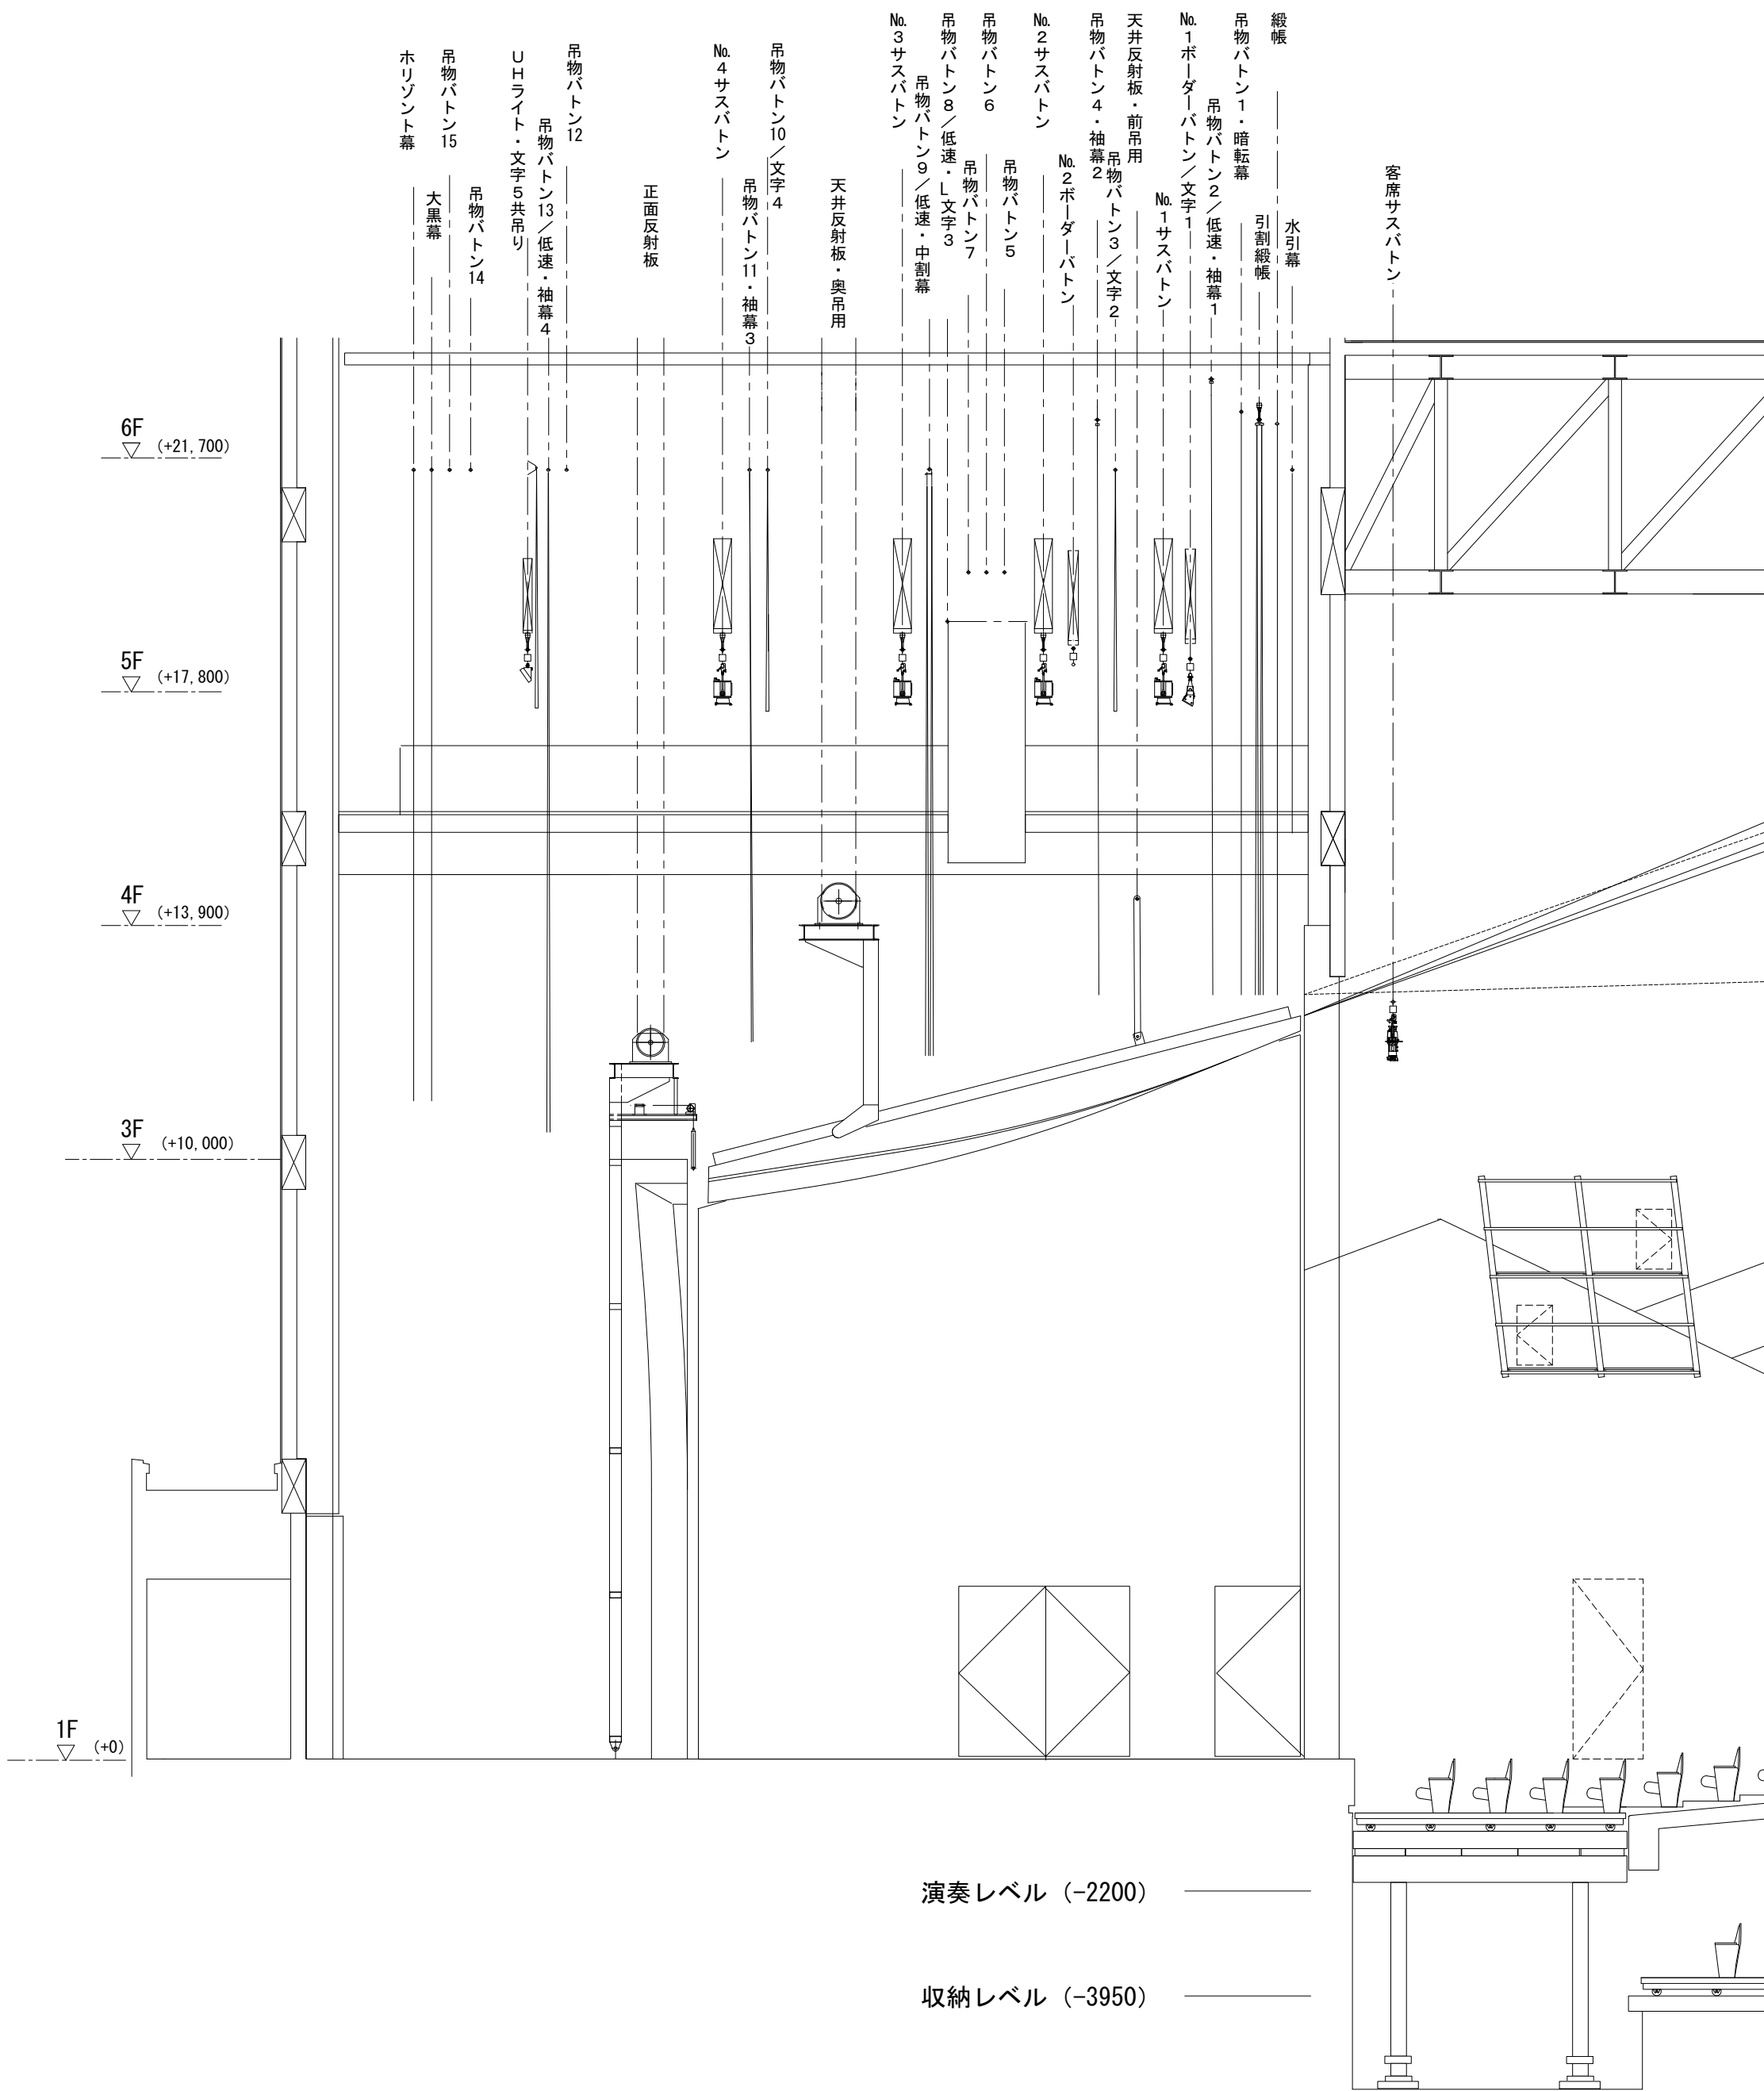 ホリゾント幕
大黒幕
吊物バトン15
吊物バトン14
ＵＨライト・文字５共吊り
吊物バトン13／低速・袖幕４
吊物バトン12
正面反射板
№４サスバトン
吊物バトン11・袖幕３
吊物バトン10／文字４
天井反射板・奥吊用
№３サスバトン
吊物バトン９／低速・中割幕
吊物バトン８／低速・Ｌ文字３
吊物バトン７
吊物バトン６
吊物バトン５
№２サスバトン
№２ボーダーバトン
吊物バトン４・袖幕２
吊物バトン３／文字２
天井反射板・前吊用
№１サスバトン
№１ボーダーバトン／文字１
吊物バトン２／低速・袖幕１
吊物バトン１・暗転幕
引割緞帳
緞帳
水引幕
客席サスバトン
6F (+21,700)
5F (+17,800)
4F (+13,900)
3F (+10,000)
1F (+0)
演奏レベル（-2200）
収納レベル（-3950）